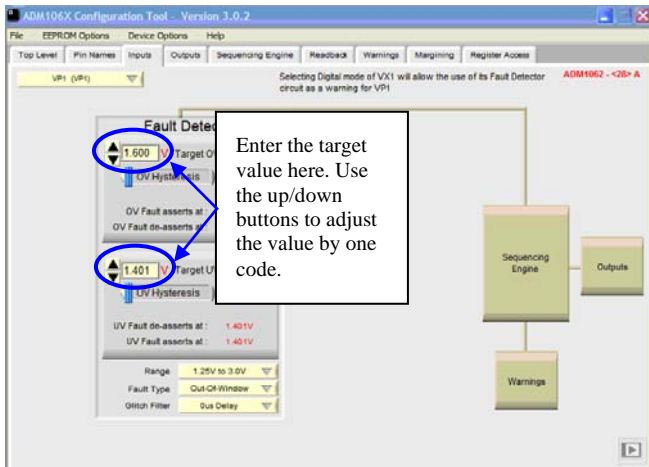 ADM106X Configuration Tool - Version 3.0.2
File EEPROM Options Device Options Help
Top Level Pin Names Inputs Outputs Sequencing Engine Readback Warnings Margining Register Access
VP1 (VP1)
Selecting Digital mode of VX1 will allow the use of its Fault Detector
circuit as a warning for VP1
ADM1062 - <28> A
Fault Dete
1.600 V Target O
OV Hysteresis
OV Fault asserts at :
OV Fault de-asserts at :
Enter the target
value here. Use
the up/down
buttons to adjust
the value by one
code.
1.401 V Target U
UV Hysteresis
UV Fault de-asserts at : 1.401V
UV Fault asserts at : 1.401V
Range 1.25V to 3.0V
Fault Type Out-Of-Window
Glitch Filter 0us Delay
Sequencing
Engine
Outputs
Warnings